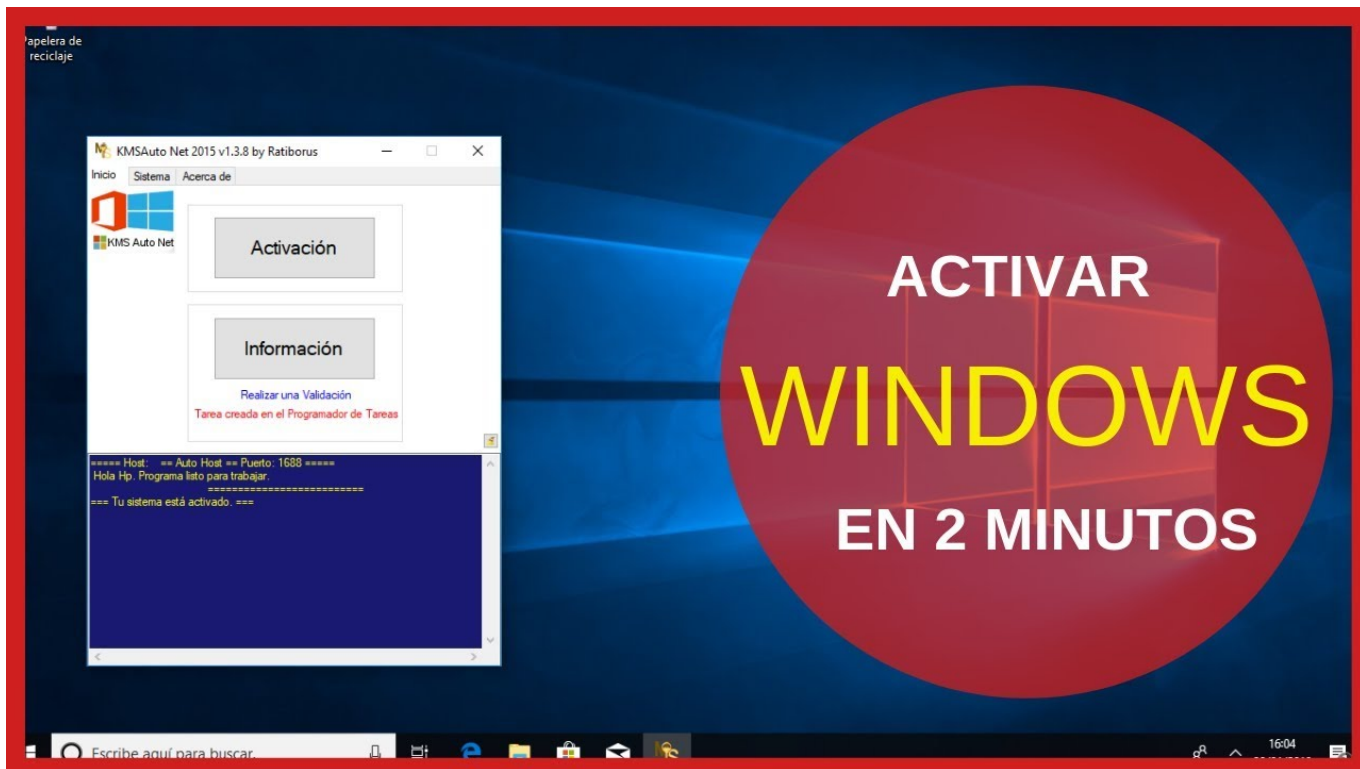 Papelera de
reciclaje
KMSAuto Net 2015 v1.3.8 by Ratiborus
Inicio Sistema Acerca de
KMS Auto Net
Activación
Información
Realizar una Validación
Tarea creada en el Programador de Tareas
===== Host: == Auto Host == Puerto: 1688 =====
Hola Hp. Programa listo para trabajar.
==========================
=== Tu sistema está activado. ===
ACTIVAR
WINDOWS
EN 2 MINUTOS
Escribe aquí para buscar.
16:04